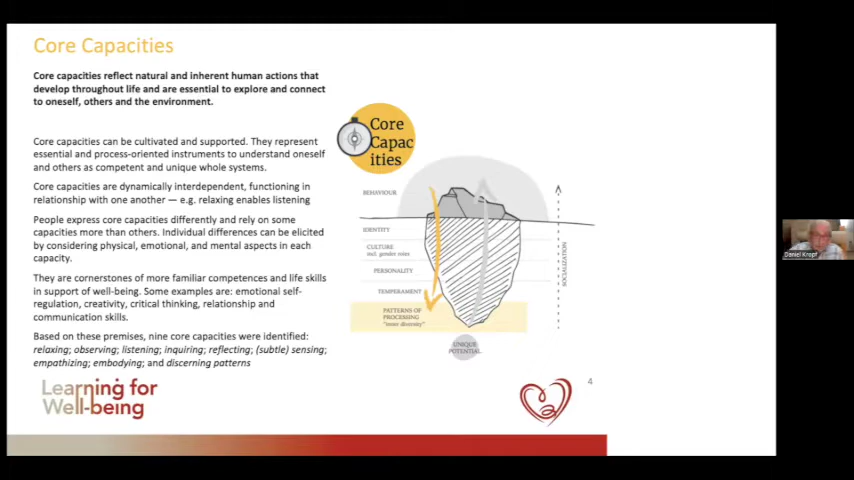 Core Capacities
Core capacities reflect natural and inherent human actions that
develop throughout life and are essential to explore and connect
to oneself, others and the environment.
Core capacities can be cultivated and supported. They represent
essential and process-oriented instruments to understand oneself
and others as competent and unique whole systems.
Core capacities are dynamically interdependent, functioning in
relationship with one another — e.g. relaxing enables listening
People express core capacities differently and rely on some
capacities more than others. Individual differences can be elicited
by considering physical, emotional, and mental aspects in each
capacity.
They are cornerstones of more familiar competences and life skills
in support of well-being. Some examples are: emotional self-
regulation, creativity, critical thinking, relationship and
communication skills.
Based on these premises, nine core capacities were identified:
relaxing; observing; listening; inquiring; reflecting; (subtle) sensing;
empathizing; embodying; and discerning patterns
Learning for
Well-being
Core
Capac
ities
BEHAVIOUR
IDENTITY
CULTURE
incl. gender roles
PERSONALITY
TEMPERAMENT
PATTERNS OF
PROCESSING
"inner diversity"
UNIQUE
POTENTIAL
SOCIALIZATION
4
Daniel Kropf